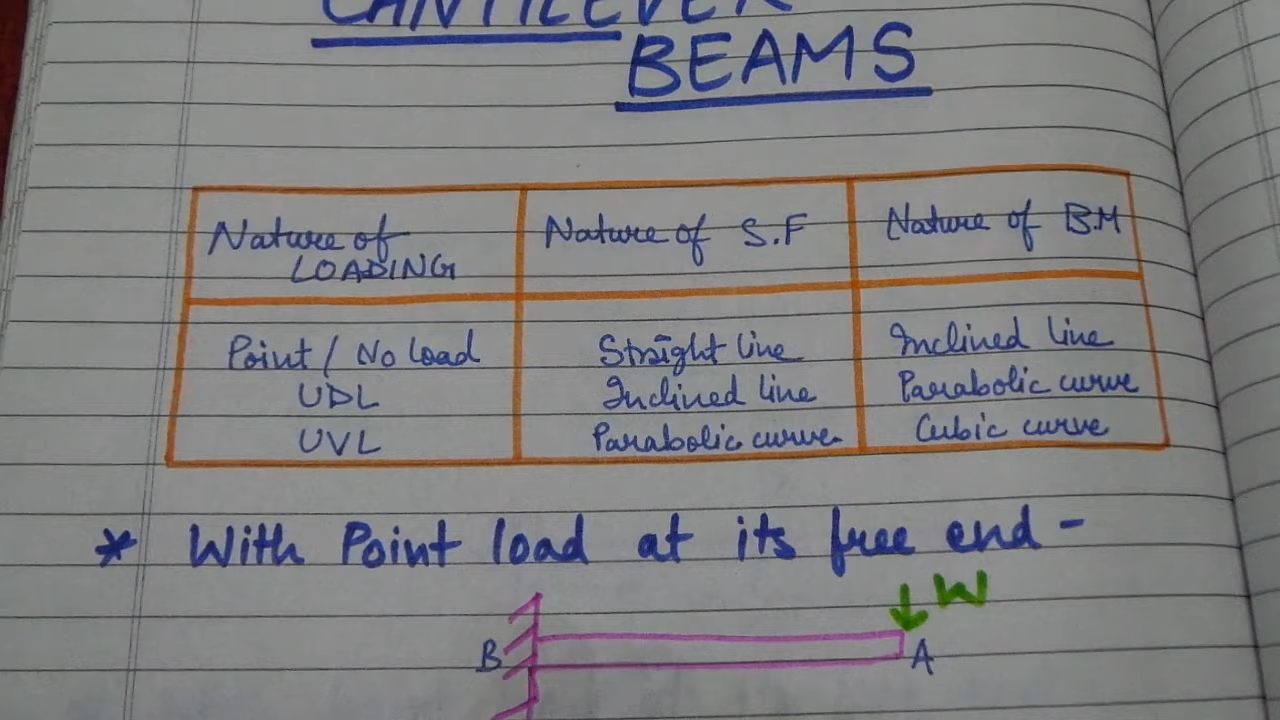 CANTILEVER
BEAMS
Nature of LOADING Nature of S.F Nature of B.M
Point / No load Straight line Inclined line
UDL Inclined line Parabolic curve
UVL Parabolic curve Cubic curve
* With Point load at its free end -
W
B A